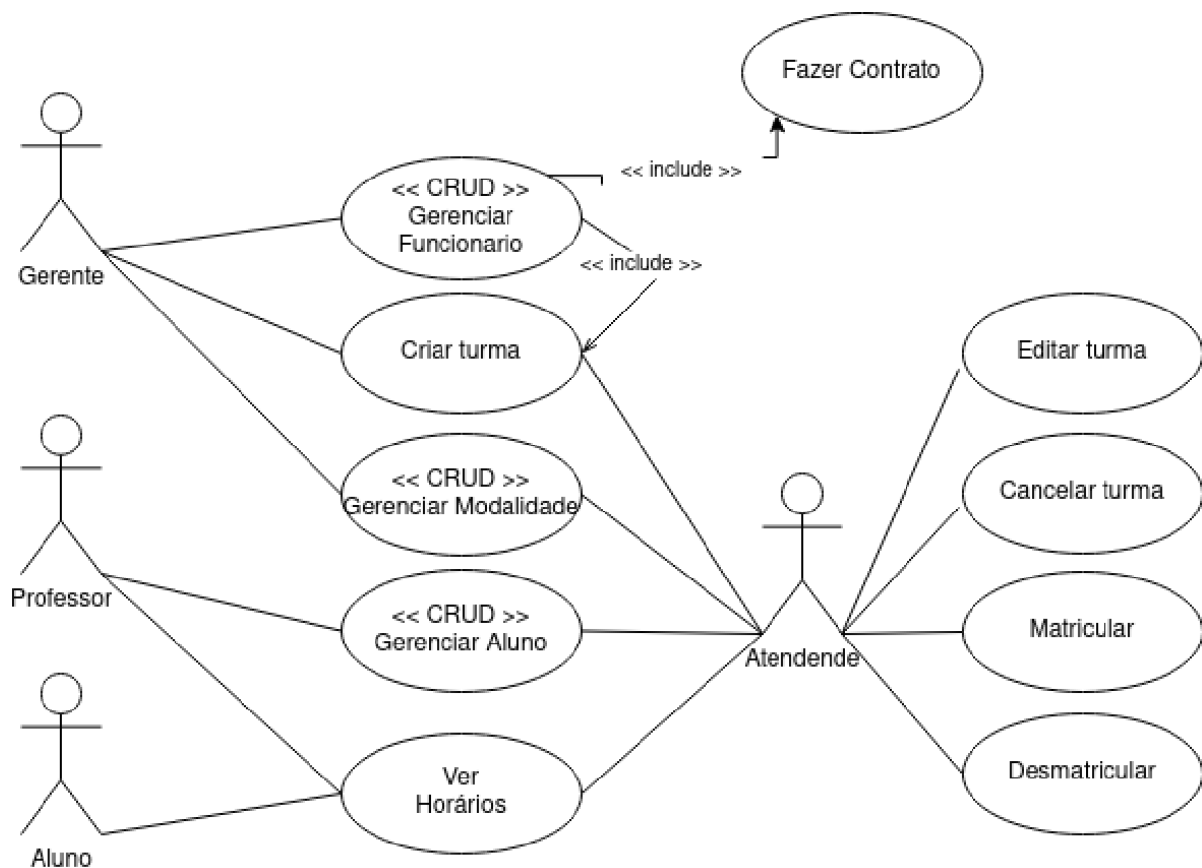 Fazer Contrato
<< CRUD >>
Gerenciar
Funcionario
<< include >>
<< include >>
Gerente
Criar turma
Editar turma
<< CRUD >>
Gerenciar Modalidade
Cancelar turma
Professor
<< CRUD >>
Gerenciar Aluno
Atendende
Matricular
Ver
Horários
Desmatricular
Aluno